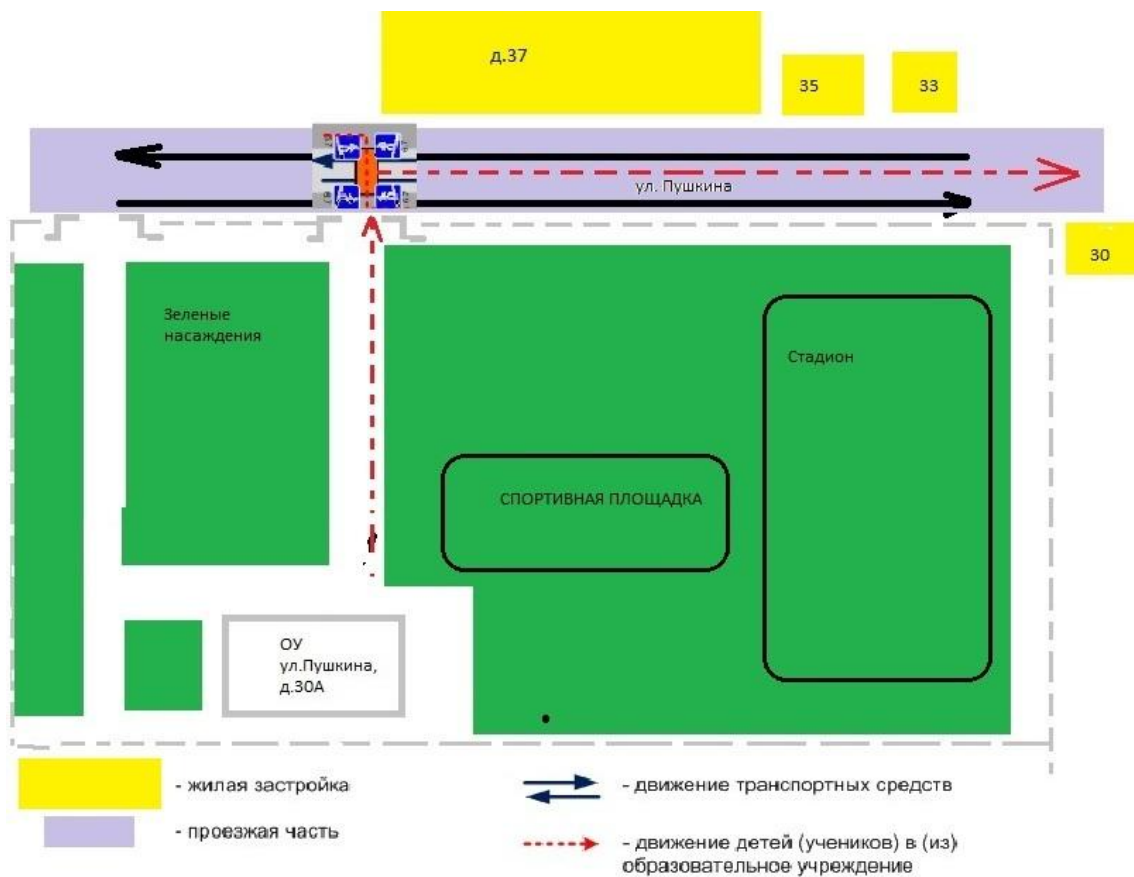 д.37
35
33
ул. Пушкина
30
Зеленые
насаждения
Стадион
СПОРТИВНАЯ ПЛОЩАДКА
ОУ
ул.Пушкина,
д.30А
- жилая застройка
- движение транспортных средств
- проезжая часть
- движение детей (учеников) в (из)
образовательное учреждение